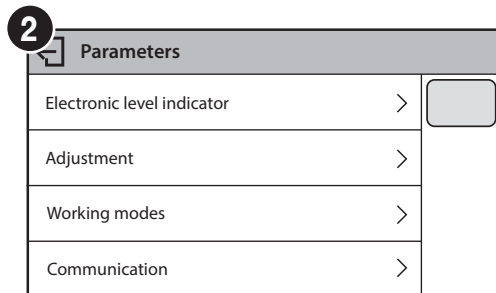 2
Parameters
Electronic level indicator
Adjustment
Working modes
Communication